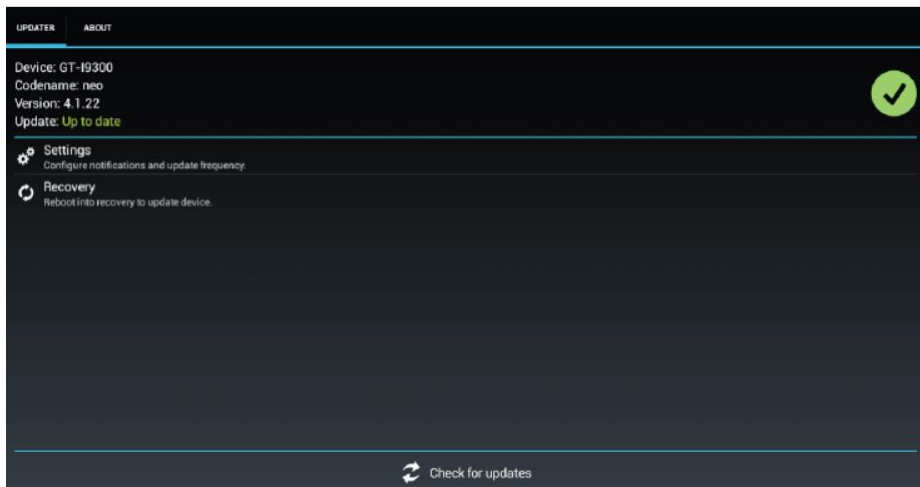 UPDATER ABOUT
Device: GT-I9300
Codename: neo
Version: 4.1.22
Update: Up to date
Settings
Configure notifications and update frequency.
Recovery
Reboot into recovery to update device.
Check for updates